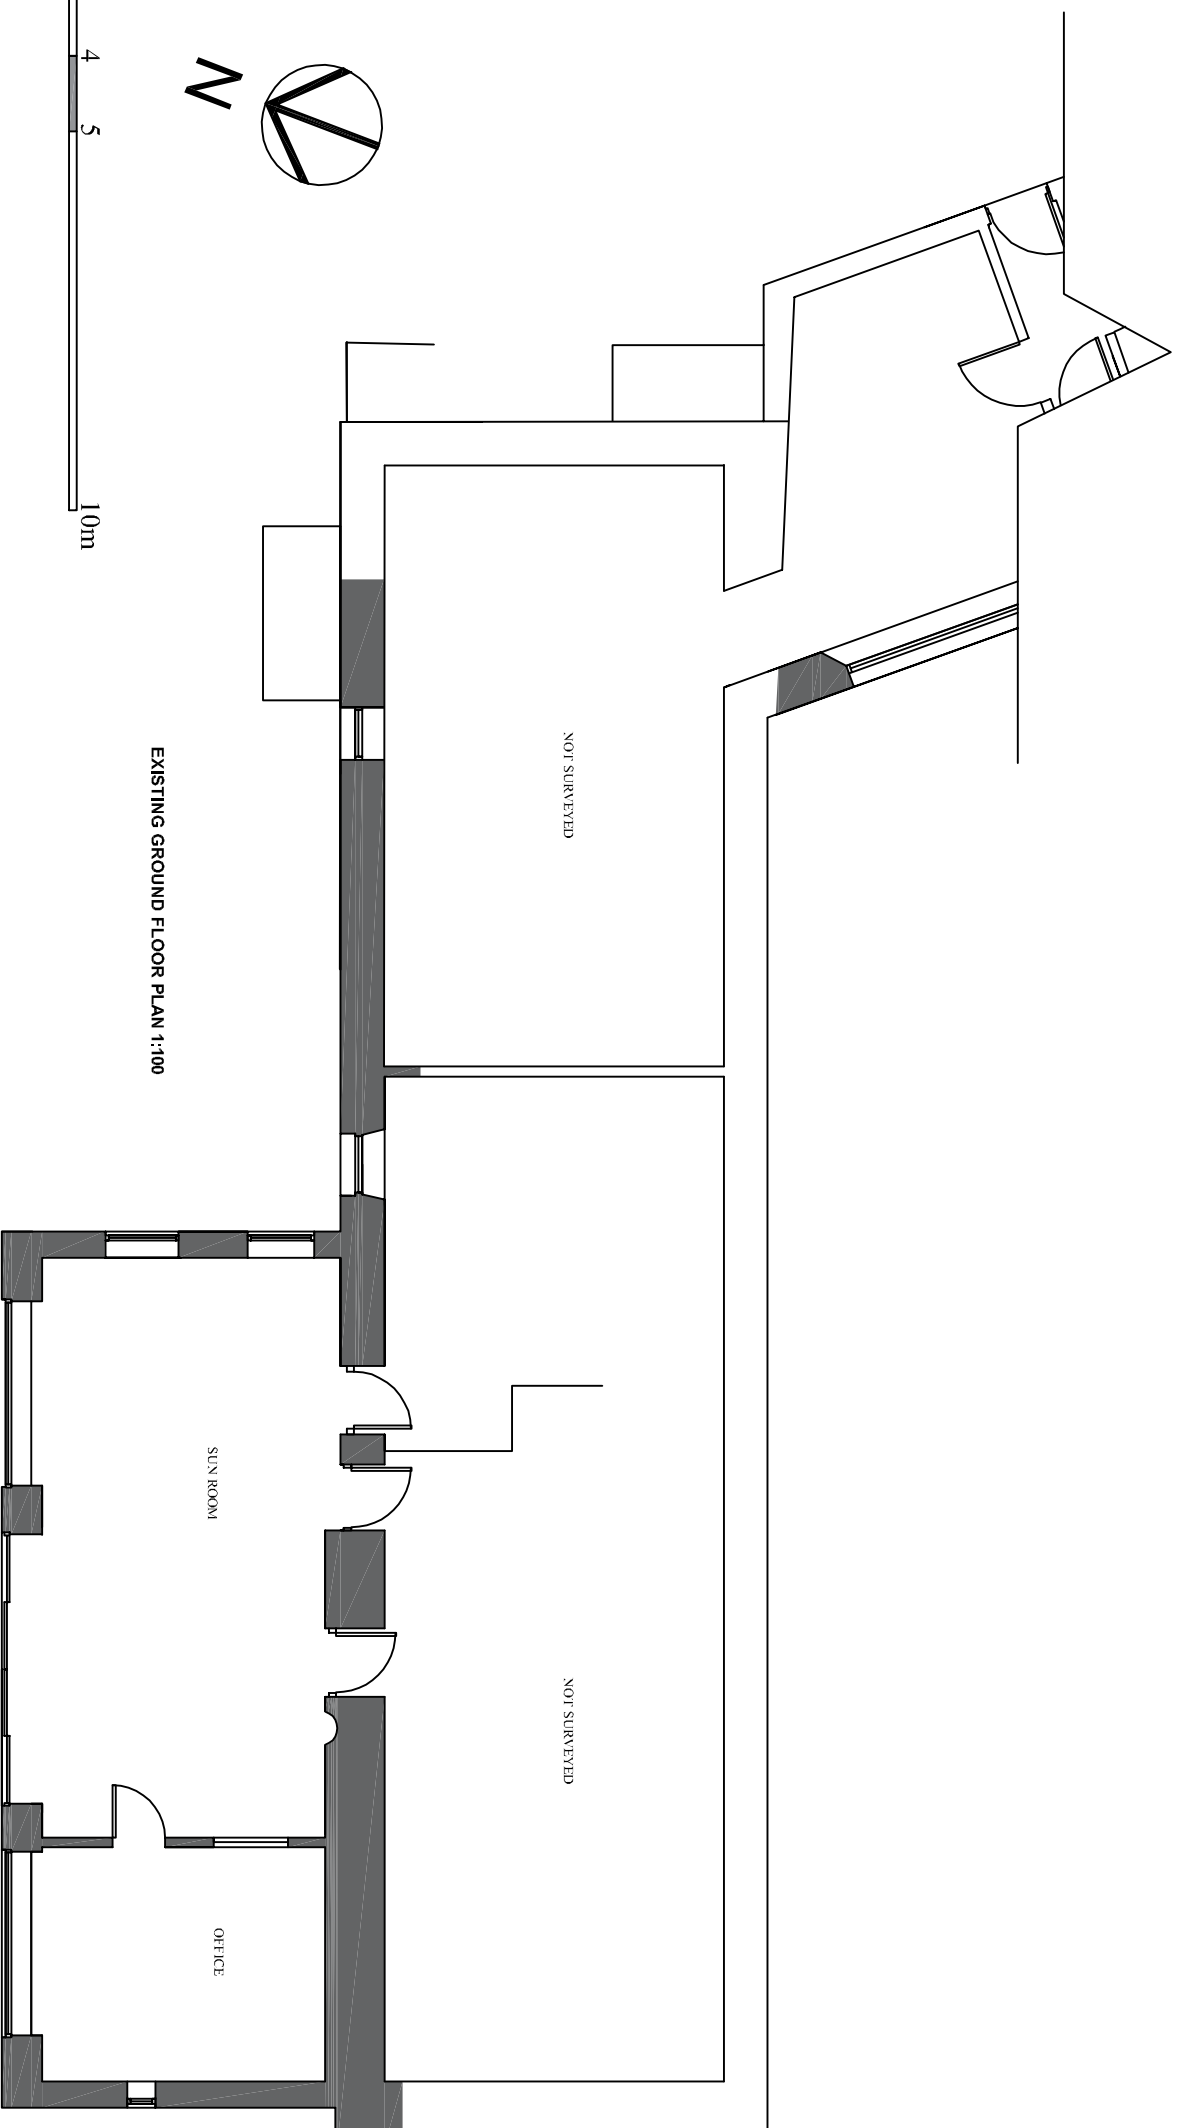 4
5
10m
N
EXISTING GROUND FLOOR PLAN 1:100
NOT SURVEYED
NOT SURVEYED
SUN ROOM
OFFICE